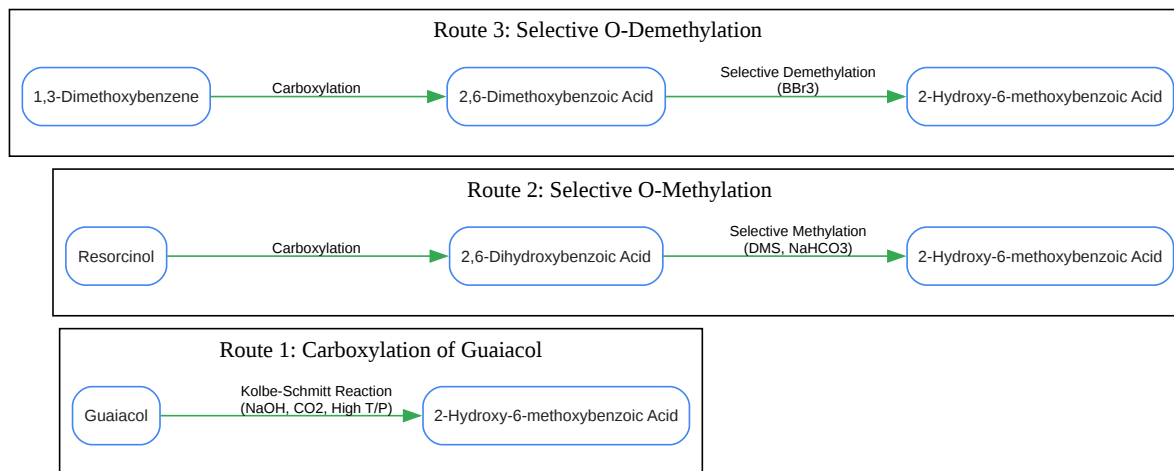 Route 3: Selective O-Demethylation
1,3-Dimethoxybenzene
Carboxylation
2,6-Dimethoxybenzoic Acid
Selective Demethylation
(BBr3)
2-Hydroxy-6-methoxybenzoic Acid
Route 2: Selective O-Methylation
Resorcinol
Carboxylation
2,6-Dihydroxybenzoic Acid
Selective Methylation
(DMS, NaHCO3)
2-Hydroxy-6-methoxybenzoic Acid
Route 1: Carboxylation of Guaiacol
Guaiacol
Kolbe-Schmitt Reaction
(NaOH, CO2, High T/P)
2-Hydroxy-6-methoxybenzoic Acid